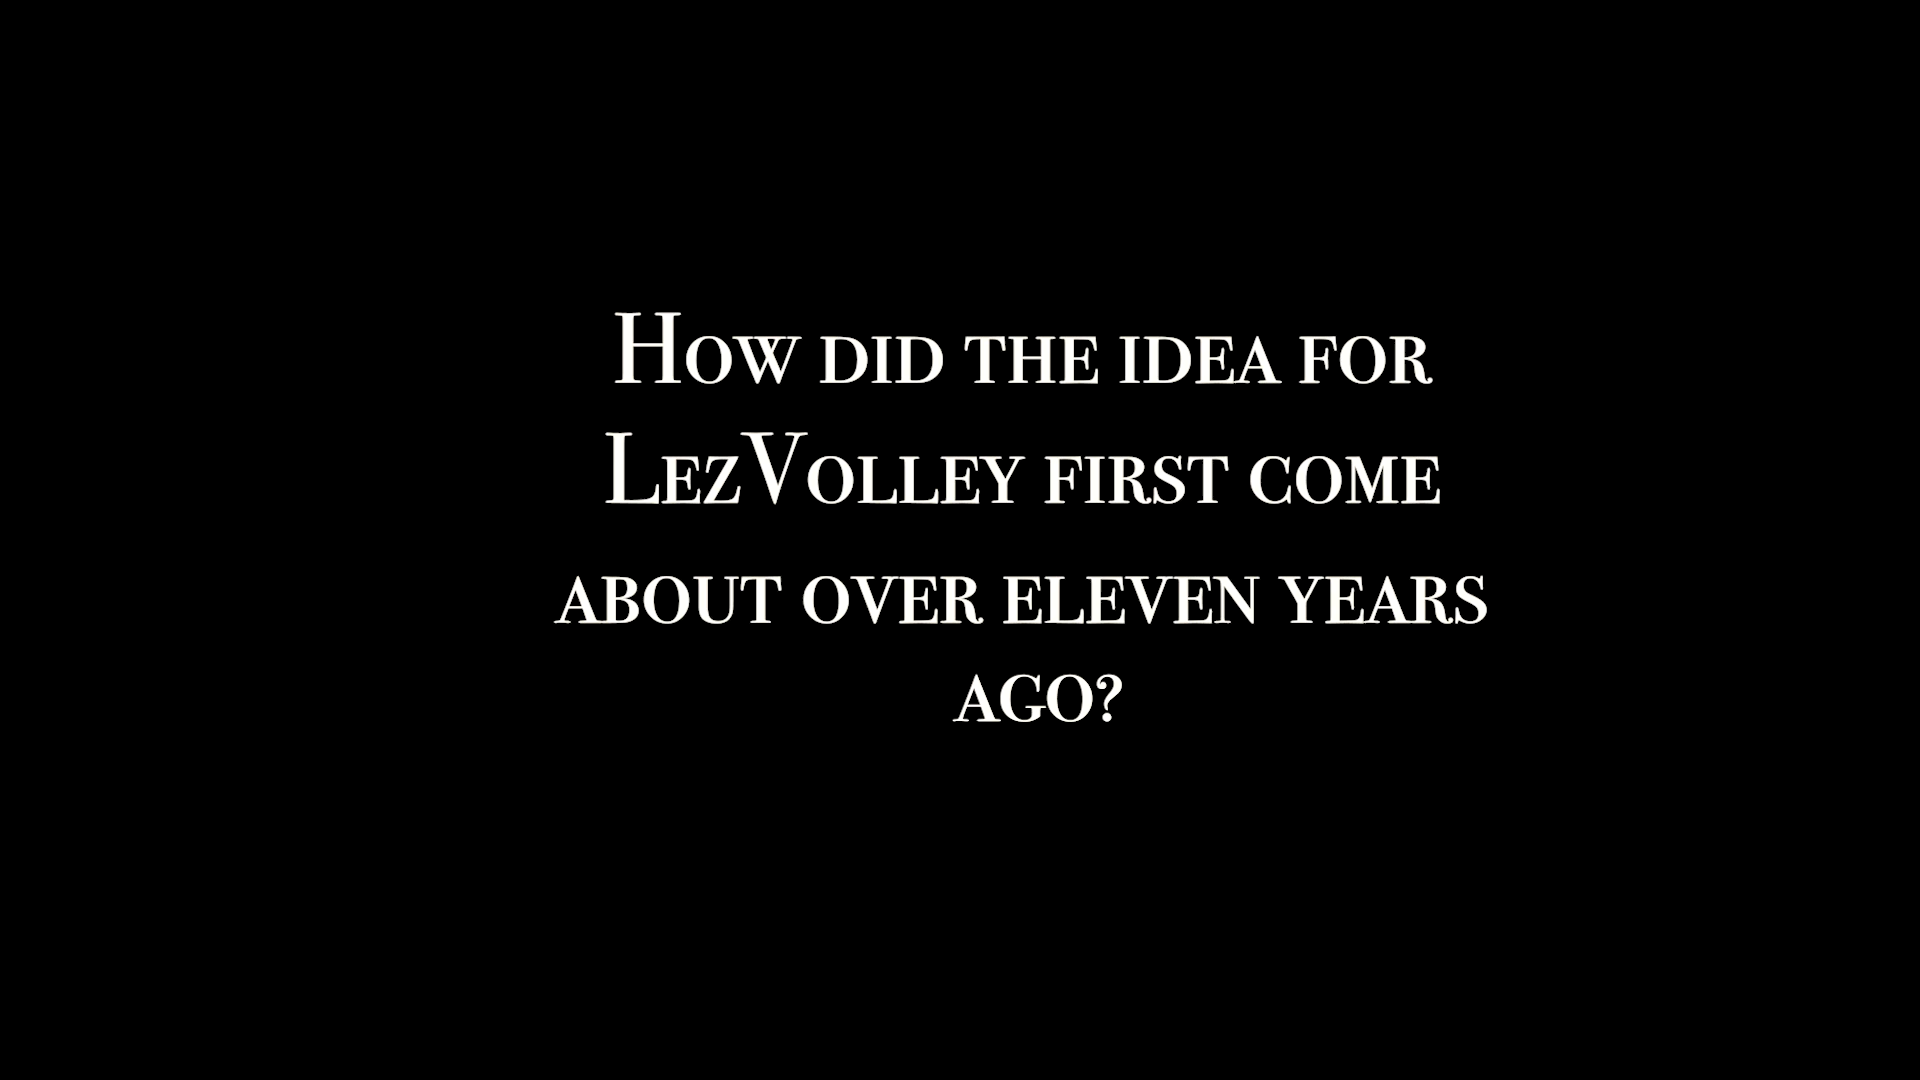 How did the idea for
LezVolley first come
about over eleven years
ago?